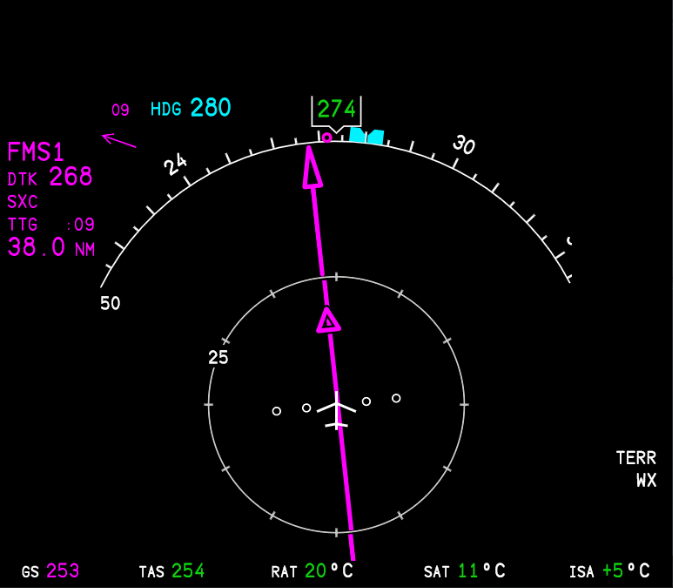 09 HDG 280 274
24 30
FMS1
DTK 268
SXC
TTG :09
38.0 NM
50
25
TERR
WX
GS 253 TAS 254 RAT 20°C SAT 11°C ISA +5°C